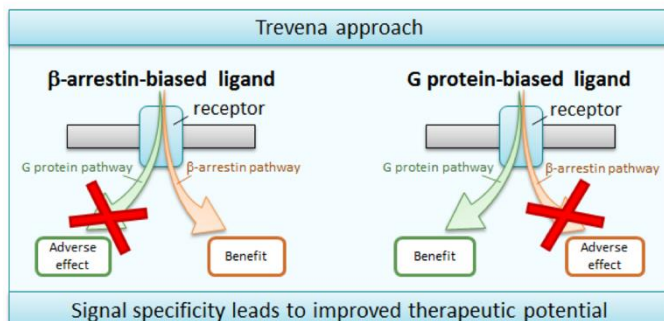 Trevena approach
β-arrestin-biased ligand
receptor
G protein pathway
β-arrestin pathway
Adverse
effect
Benefit
G protein-biased ligand
receptor
G protein pathway
β-arrestin pathway
Benefit
Adverse
effect
Signal specificity leads to improved therapeutic potential